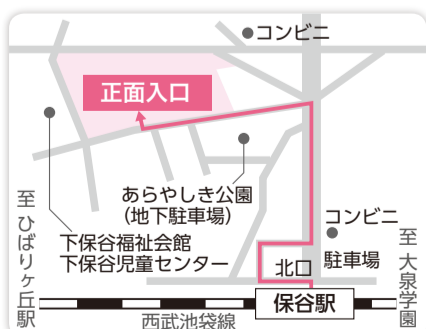 コンビニ
正面入口
あらやしき公園
(地下駐車場)
下保谷福祉会館
下保谷児童センター
至 ひばりヶ丘駅
コンビニ
駐車場
北口
至 大泉学園
保谷駅
西武池袋線